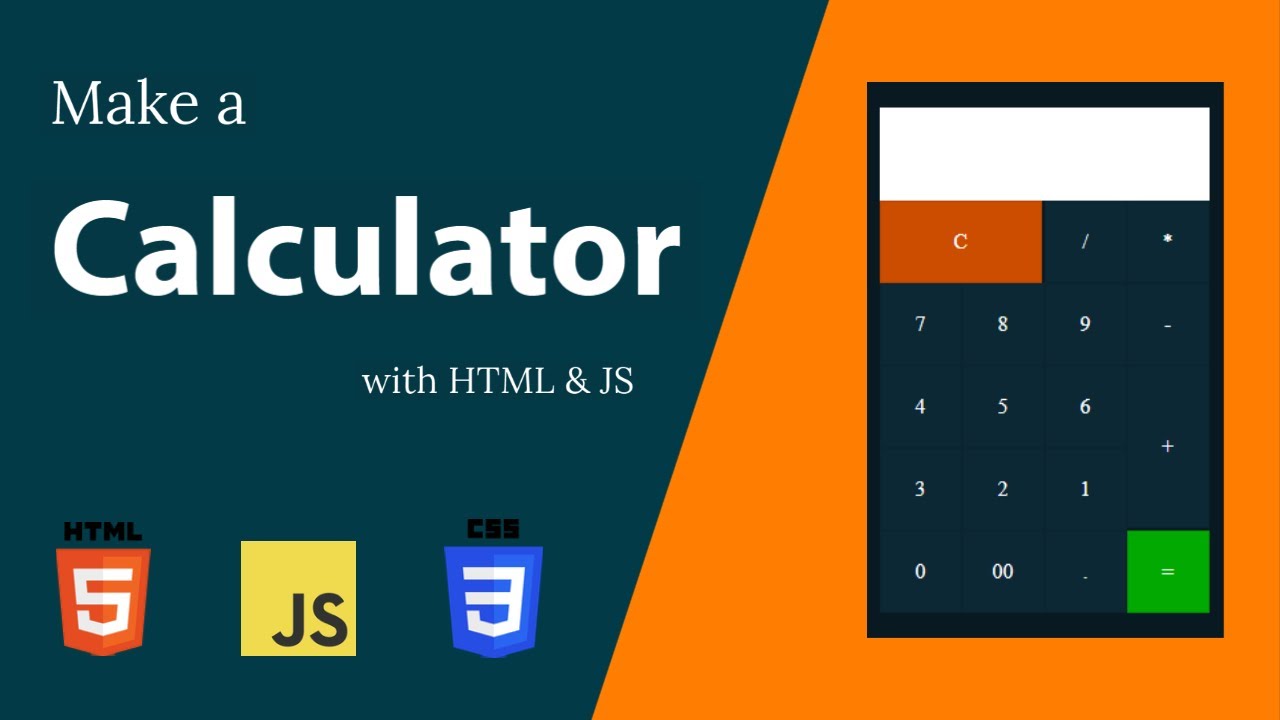 Make a
Calculator
with HTML & JS
HTML
5
JS
CSS
3
C / *
7 8 9 -
4 5 6
+
3 2 1
0 00 . =